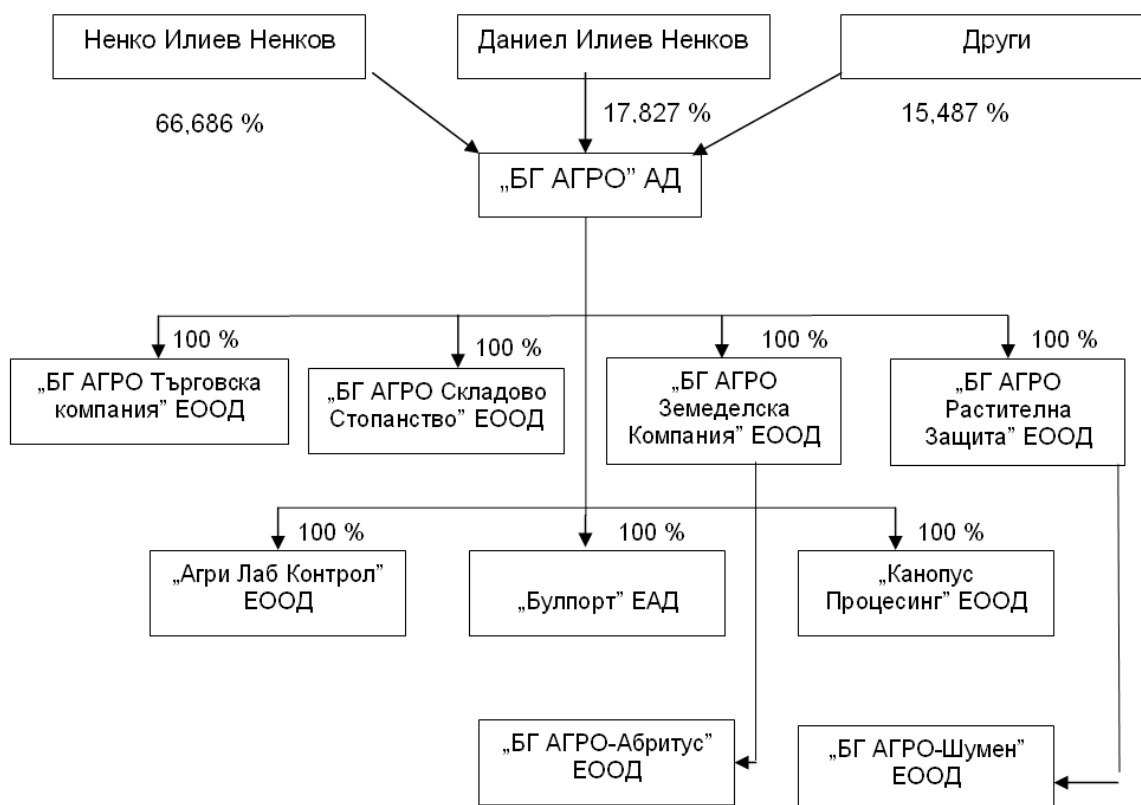 Ненко Илиев Ненков
Даниел Илиев Ненков
Други
66,686 %
17,827 %
15,487 %
„БГ АГРО” АД
100 %
100 %
100 %
100 %
„БГ АГРО Търговска
компания” ЕООД
„БГ АГРО Складово
Стопанство” ЕООД
„БГ АГРО
Земеделска
Компания” ЕООД
„БГ АГРО
Растителна
Защита” ЕООД
100 %
100 %
100 %
„Агри Лаб Контрол”
ЕООД
„Булпорт” ЕАД
„Канопус
Процесинг” ЕООД
„БГ АГРО-Абритус”
ЕООД
„БГ АГРО-Шумен”
ЕООД